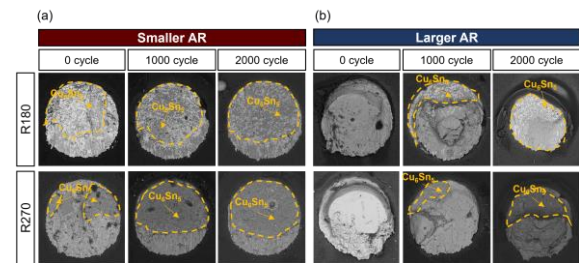 (a)
(b)
Smaller AR
Larger AR
0 cycle
1000 cycle
2000 cycle
0 cycle
1000 cycle
2000 cycle
R180
Cu₆Sn₅
Cu₆Sn₅
Cu₆Sn₅
Cu₆Sn₅
Cu₆Sn₅
R270
Cu₆Sn₅
Cu₆Sn₅
Cu₆Sn₅
Cu₆Sn₅
Cu₆Sn₅